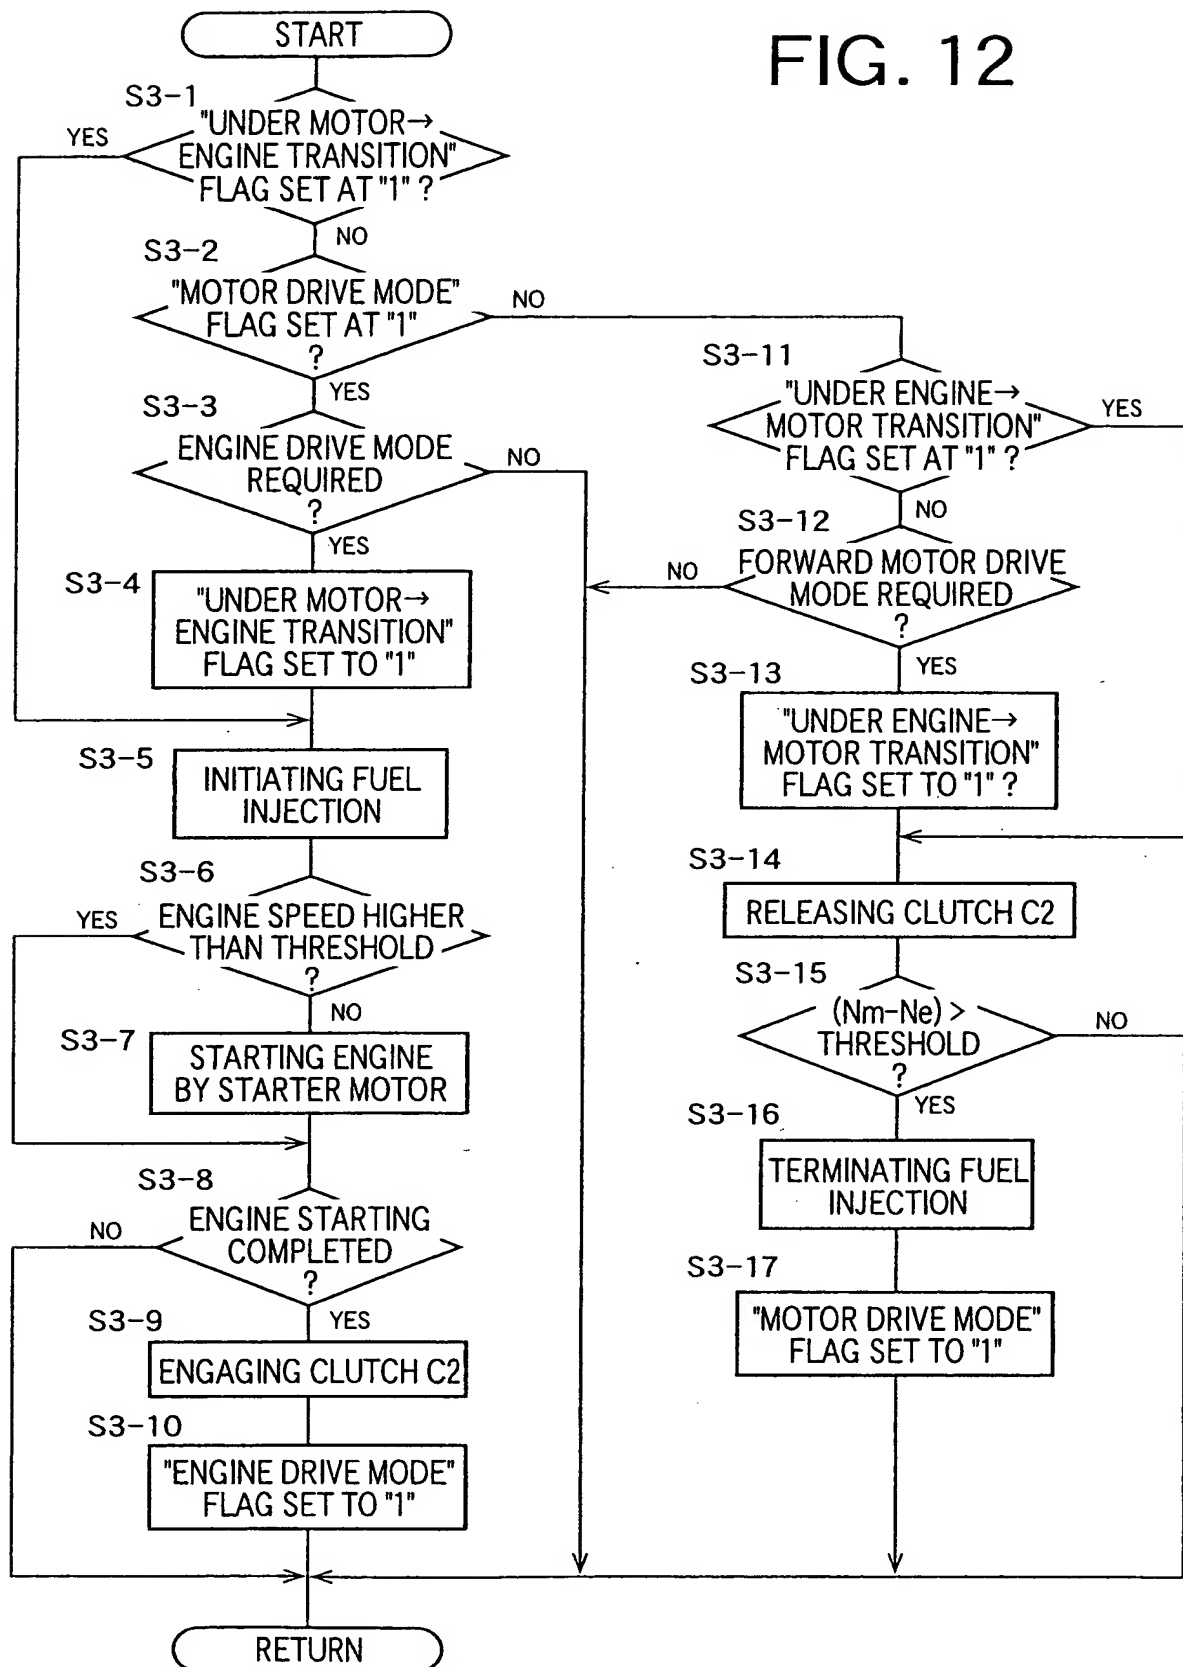 FIG. 12
START
S3-1
"UNDER MOTOR→
ENGINE TRANSITION"
FLAG SET AT "1" ?
YES
NO
S3-2
"MOTOR DRIVE MODE"
FLAG SET AT "1"
?
NO
YES
S3-3
ENGINE DRIVE MODE
REQUIRED
?
NO
YES
S3-4
"UNDER MOTOR→
ENGINE TRANSITION"
FLAG SET TO "1"
S3-5
INITIATING FUEL
INJECTION
S3-6
ENGINE SPEED HIGHER
THAN THRESHOLD
?
YES
NO
S3-7
STARTING ENGINE
BY STARTER MOTOR
S3-8
ENGINE STARTING
COMPLETED
?
NO
YES
S3-9
ENGAGING CLUTCH C2
S3-10
"ENGINE DRIVE MODE"
FLAG SET TO "1"
RETURN
S3-11
"UNDER ENGINE→
MOTOR TRANSITION"
FLAG SET AT "1" ?
YES
NO
S3-12
FORWARD MOTOR DRIVE
MODE REQUIRED
?
NO
YES
S3-13
"UNDER ENGINE→
MOTOR TRANSITION"
FLAG SET TO "1" ?
S3-14
RELEASING CLUTCH C2
S3-15
(Nm-Ne) >
THRESHOLD
?
NO
YES
S3-16
TERMINATING FUEL
INJECTION
S3-17
"MOTOR DRIVE MODE"
FLAG SET TO "1"